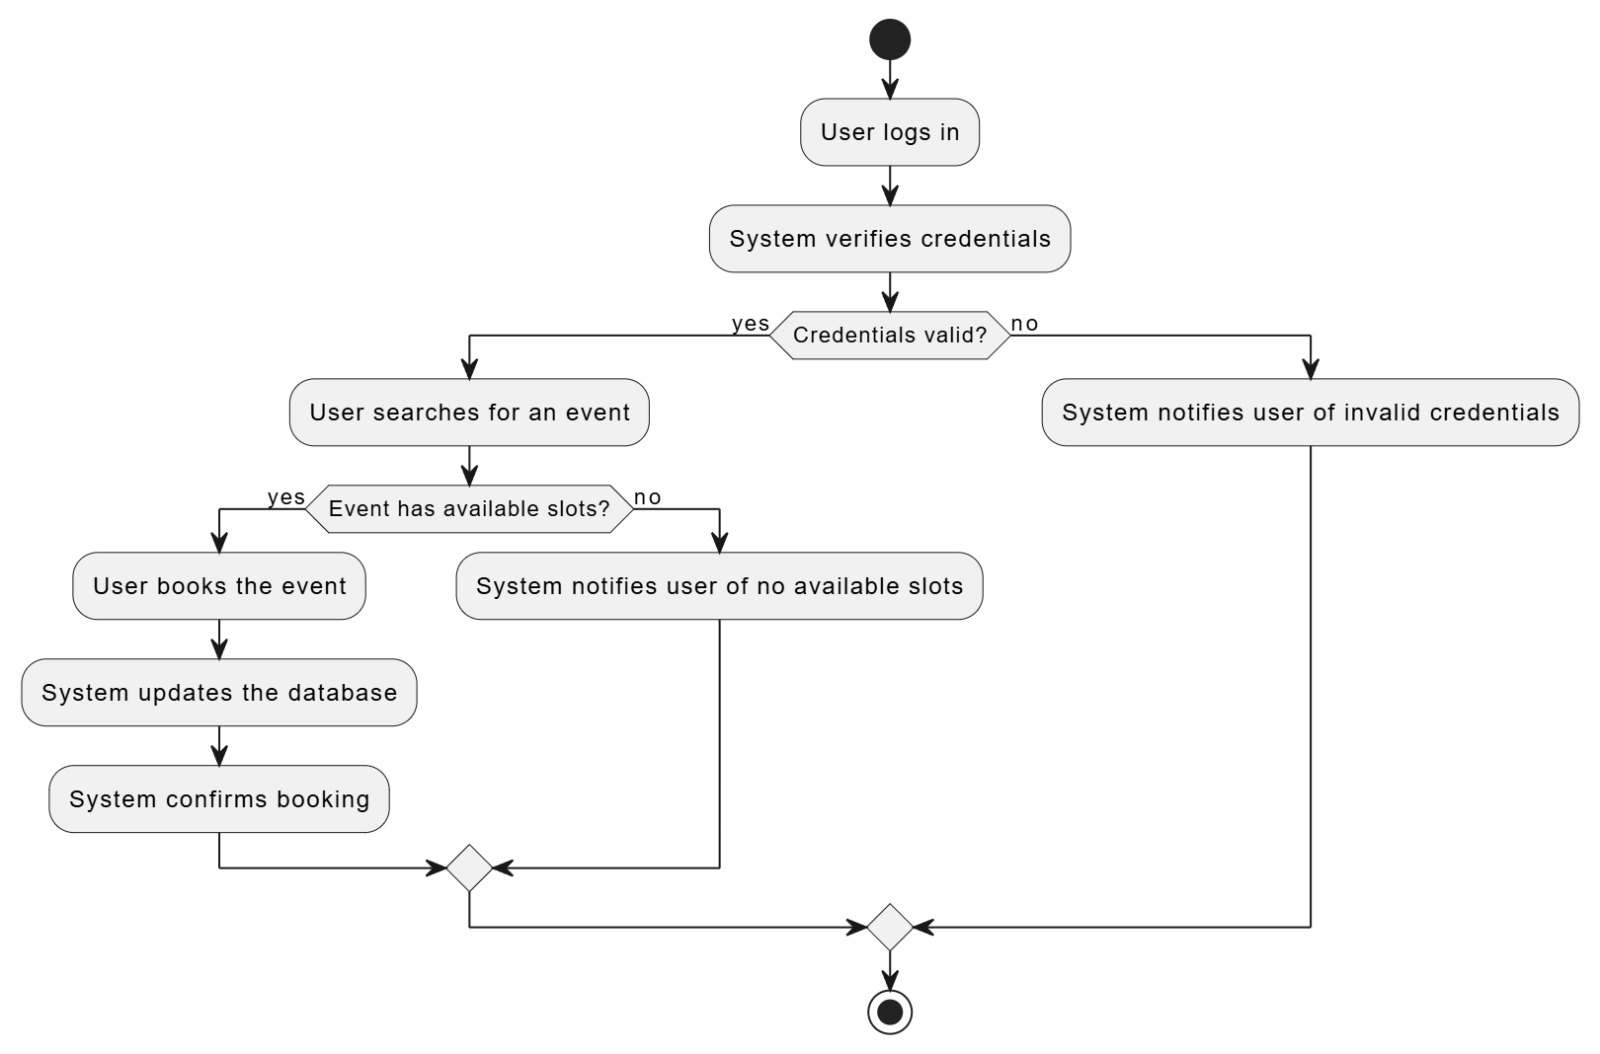 User logs in
System verifies credentials
yes
Credentials valid?
no
User searches for an event
System notifies user of invalid credentials
yes
Event has available slots?
no
User books the event
System notifies user of no available slots
System updates the database
System confirms booking